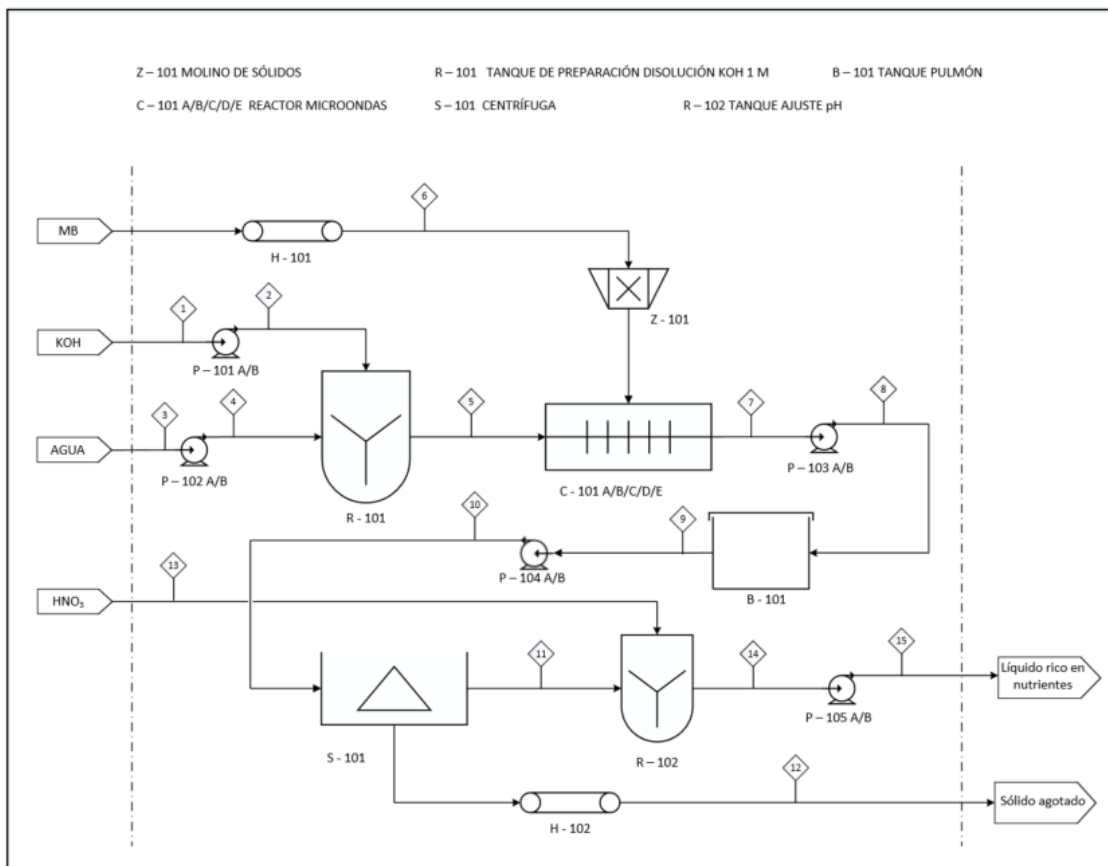 Z – 101 MOLINO DE SÓLIDOS
R – 101 TANQUE DE PREPARACIÓN DISOLUCIÓN KOH 1 M
B – 101 TANQUE PULMÓN
C – 101 A/B/C/D/E REACTOR MICROONDAS
S – 101 CENTRÍFUGA
R – 102 TANQUE AJUSTE pH
6
MB
H - 101
Z - 101
1
2
KOH
P – 101 A/B
3
4
5
7
8
AGUA
P – 102 A/B
R - 101
C - 101 A/B/C/D/E
P – 103 A/B
10
9
P – 104 A/B
B - 101
13
HNO₃
11
14
15
Líquido rico en
nutrientes
P – 105 A/B
S - 101
R – 102
12
Sólido agotado
H - 102